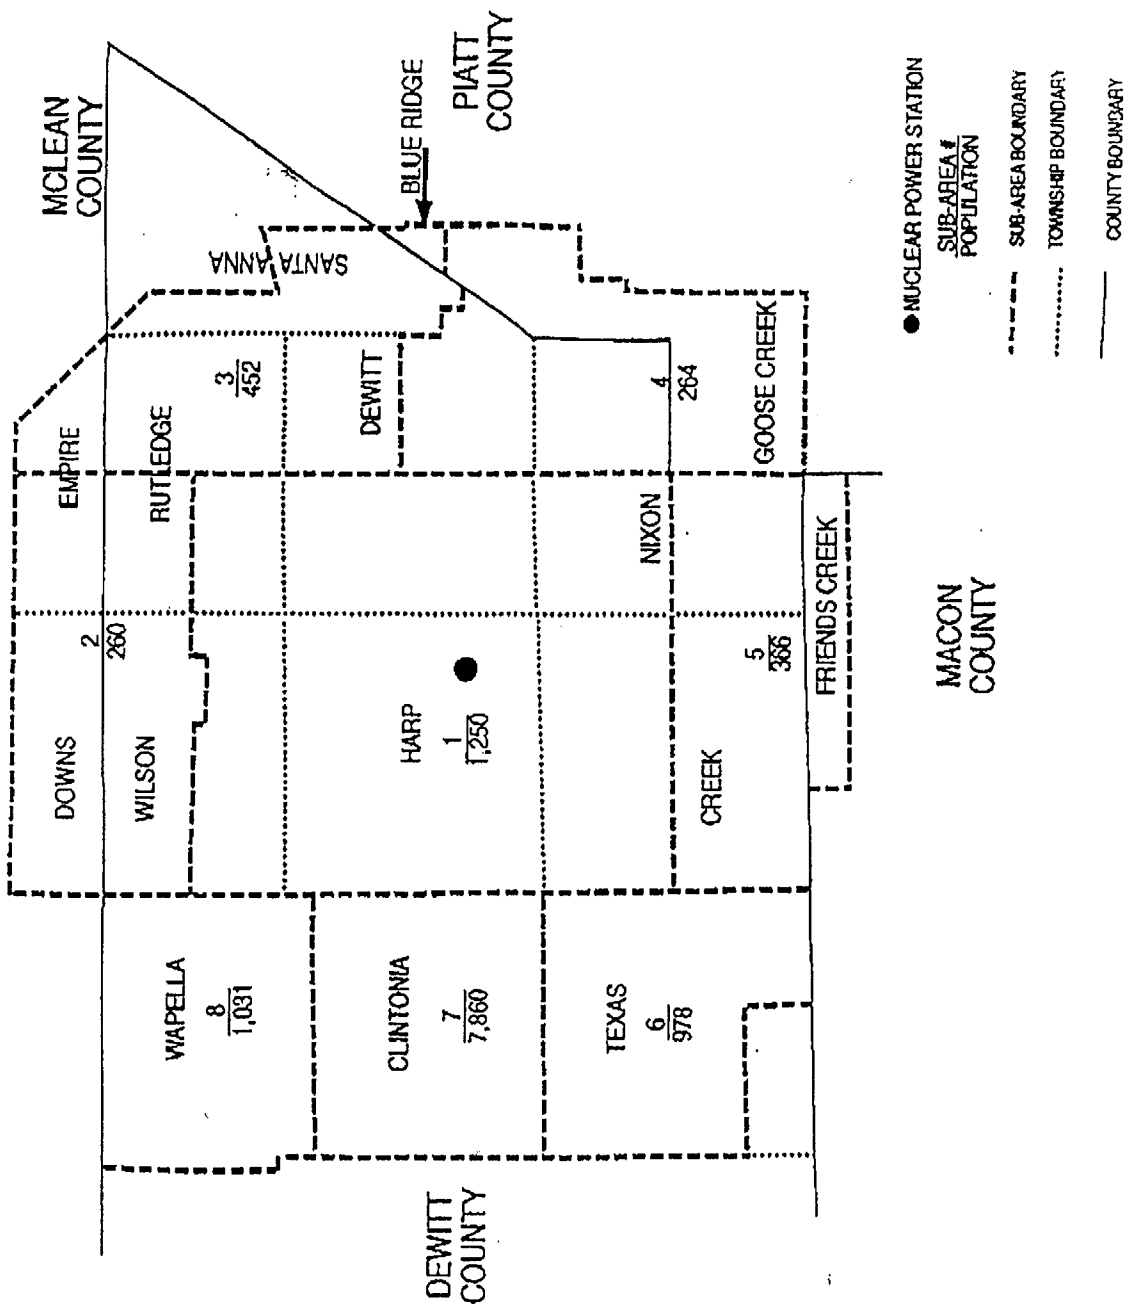 MCLEAN
COUNTY
DOWNS
EMPIRE
WILSON
2
260
RUTLEDGE
WAPELLA
8
1,031
3
452
SANTA ANNA
DEWITT
BLUE RIDGE
PIATT
COUNTY
HARP
1
1,250
CLINTONIA
7
7,860
DEWITT
COUNTY
TEXAS
6
978
NIXON
4
264
CREEK
5
366
GOOSE CREEK
FRIENDS CREEK
MACON
COUNTY
NUCLEAR POWER STATION
SUB-AREA #
POPULATION
SUB-AREA BOUNDARY
TOWNSHIP BOUNDARY
COUNTY BOUNDARY